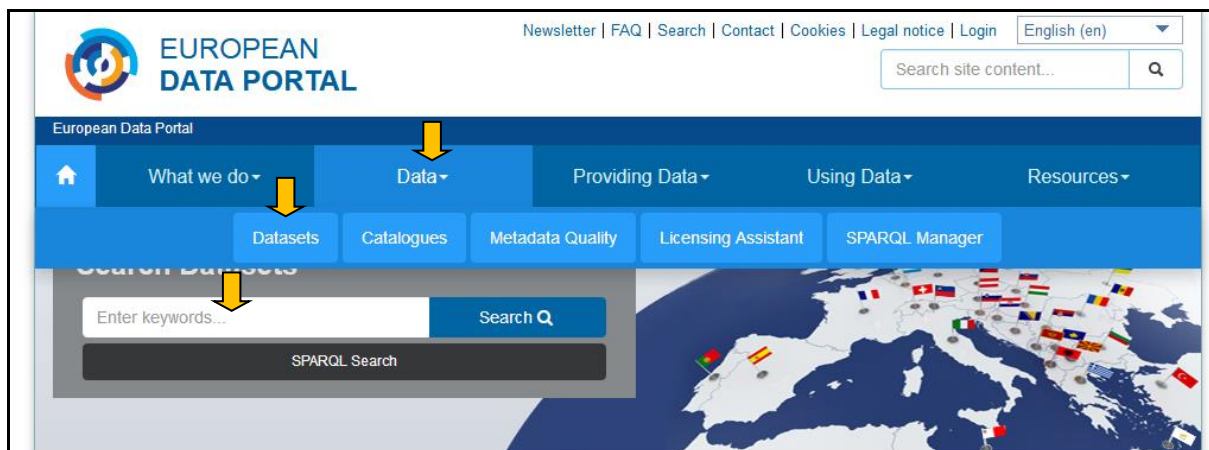 Newsletter | FAQ | Search | Contact | Cookies | Legal notice | Login English (en)
EUROPEAN
DATA PORTAL
Search site content...
European Data Portal
What we do Data Providing Data Using Data Resources
Datasets Catalogues Metadata Quality Licensing Assistant SPARQL Manager
Search Datasets
Enter keywords... Search
SPARQL Search